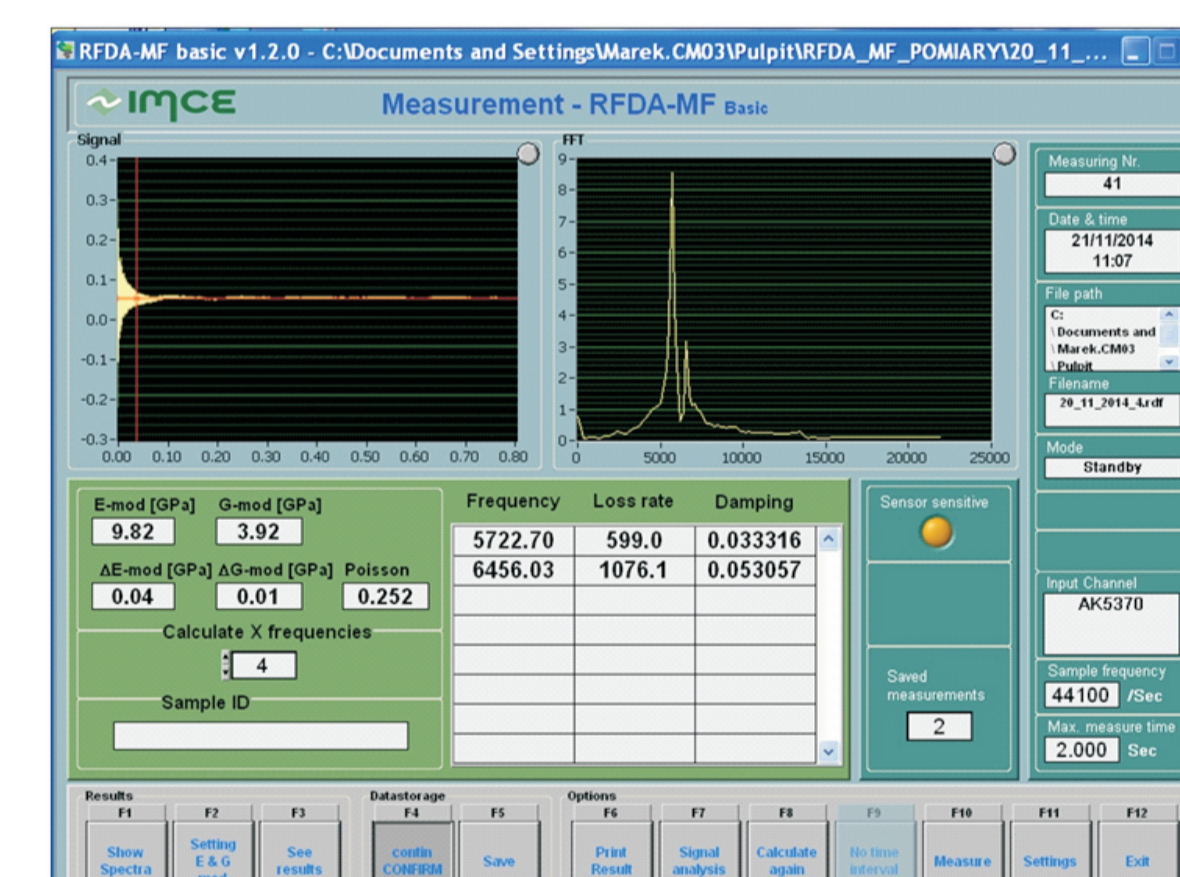 RFDA-MF basic v1.2.0 - C:\Documents and Settings\Marek.CM03\Pulpit\RFDA_MF_POMIARY\20_11_...
IMCE
Measurement - RFDA-MF Basic
Signal
0.4
0.3
0.2
0.1
0.0
-0.1
-0.2
-0.3
0.00 0.10 0.20 0.30 0.40 0.50 0.60 0.70 0.80
FFT
9
8
7
6
5
4
3
2
1
0
0 5000 10000 15000 20000 25000
Measuring Nr.
41
Date & time
21/11/2014
11:07
File path
C:
\Documents and
\Marek.CM03
\Pulpit
Filename
20_11_2014_4.rdf
Mode
Standby
Input Channel
AK5370
Sample frequency
44100 /Sec
Max. measure time
2.000 Sec
E-mod [GPa] G-mod [GPa]
9.82 3.92
ΔE-mod [GPa] ΔG-mod [GPa] Poisson
0.04 0.01 0.252
Calculate X frequencies
4
Sample ID
Frequency Loss rate Damping
5722.70 599.0 0.033316
6456.03 1076.1 0.053057
Sensor sensitive
Saved
measurements
2
Results
F1 F2 F3
Show
Spectra
Setting
E & G
mod
See
results
Datastorage
F4 F5
contin
CONFIRM
Save
Options
F6 F7 F8 F9 F10 F11 F12
Print
Result
Signal
analysis
Calculate
again
No time
interval
Measure
Settings
Exit